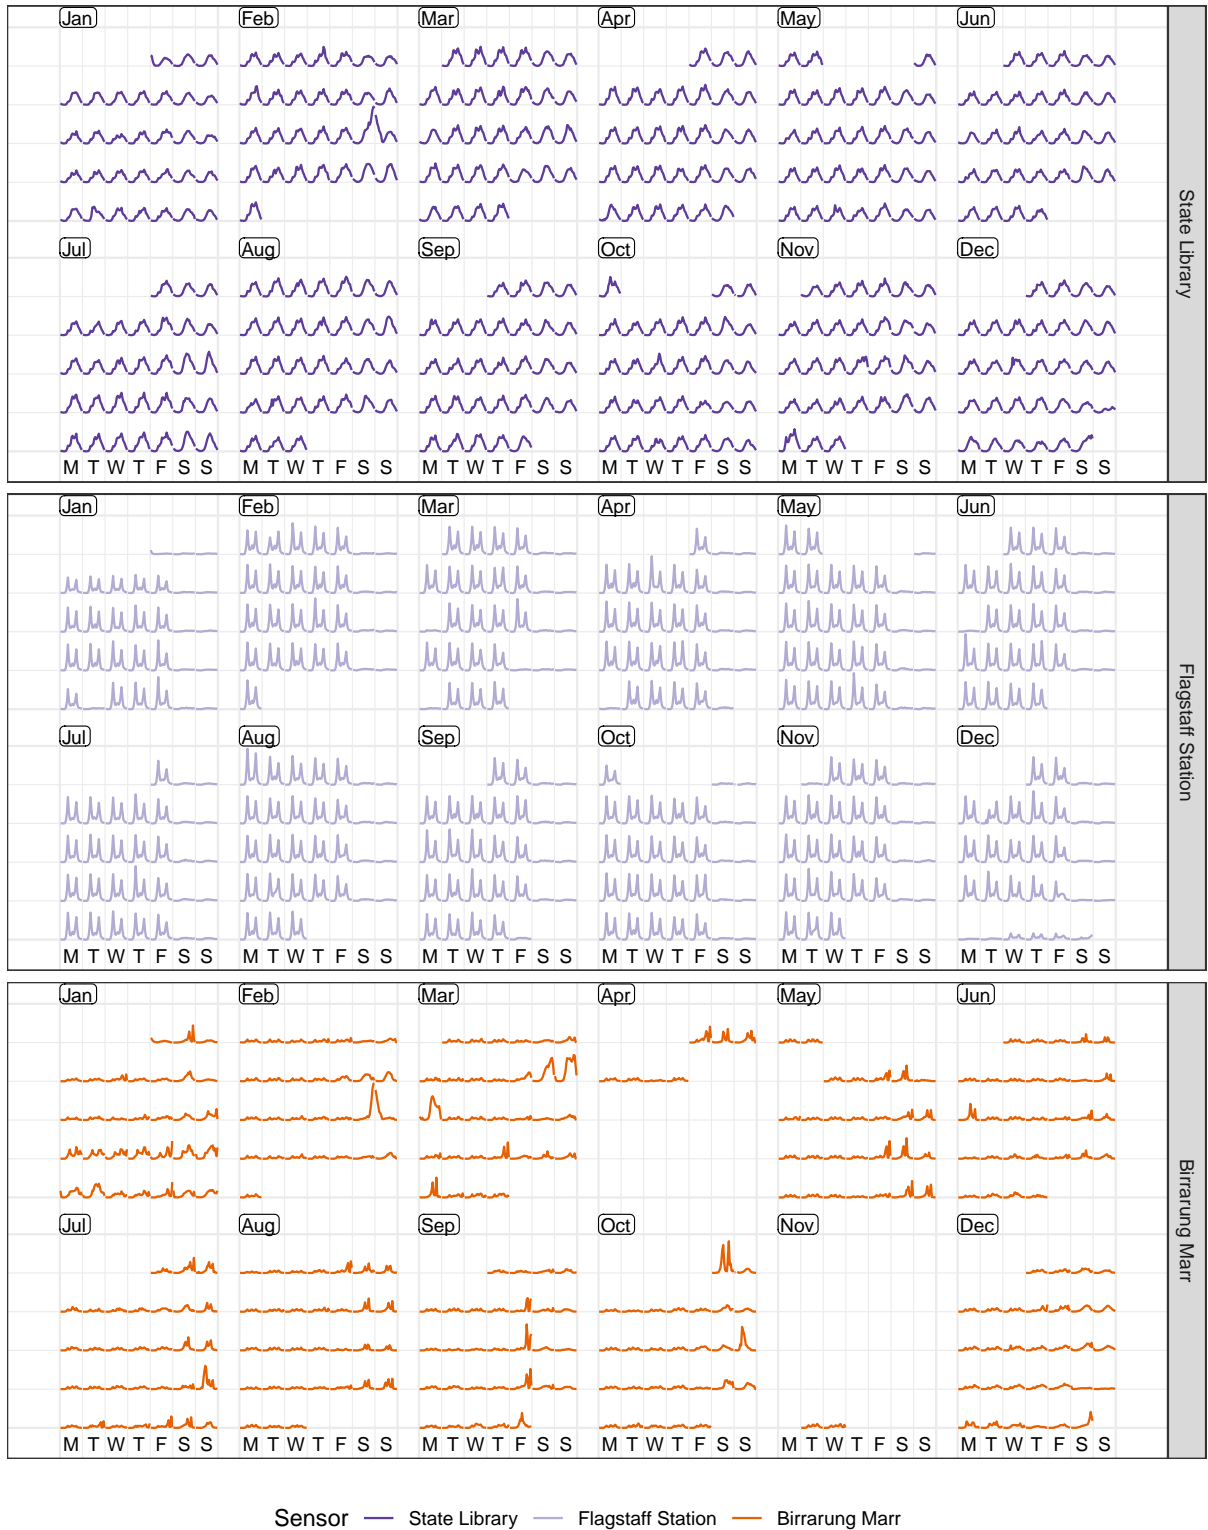 Jan Feb Mar Apr May Jun
Jul Aug Sep Oct Nov Dec
M T W T F S S M T W T F S S M T W T F S S M T W T F S S M T W T F S S M T W T F S S
State Library
Jan Feb Mar Apr May Jun
Jul Aug Sep Oct Nov Dec
M T W T F S S M T W T F S S M T W T F S S M T W T F S S M T W T F S S M T W T F S S
Flagstaff Station
Jan Feb Mar Apr May Jun
Jul Aug Sep Oct Nov Dec
M T W T F S S M T W T F S S M T W T F S S M T W T F S S M T W T F S S M T W T F S S
Birrarung Marr
Sensor State Library Flagstaff Station Birrarung Marr